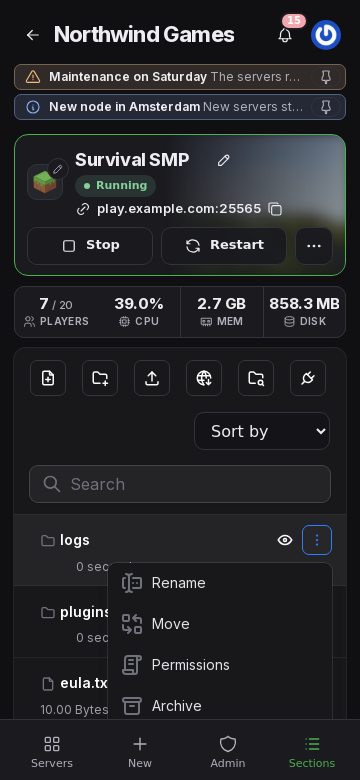 Northwind Games
15
Maintenance on Saturday The servers r...
New node in Amsterdam New servers st...
Survival SMP
Running
play.example.com:25565
Stop
Restart
7 / 20
PLAYERS
39.0%
CPU
2.7 GB
MEM
858.3 MB
DISK
Sort by
Search
logs
0 sec
Rename
Move
Permissions
Archive
plugins
0 sec
eula.tx
10.00 Bytes
Servers
New
Admin
Sections